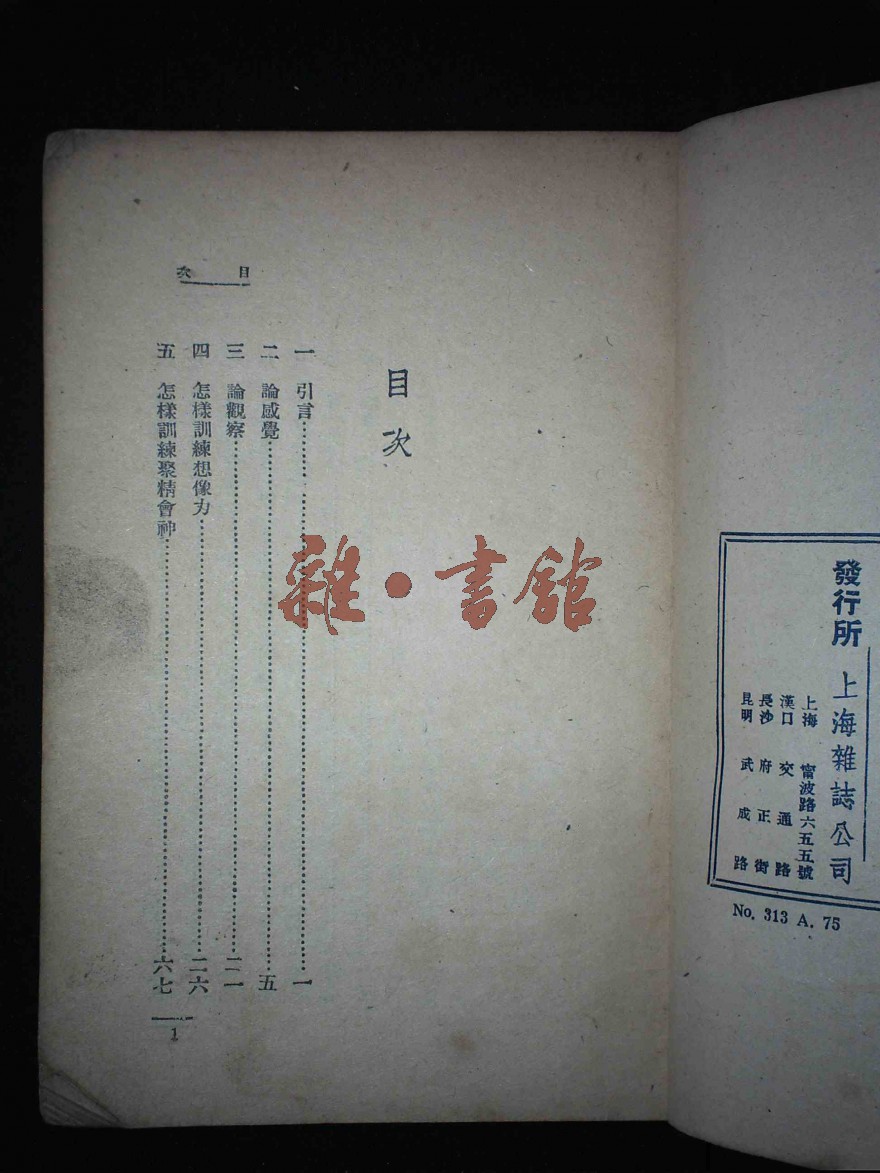 發行所 上海雜誌公司
上海 甯波路六五五號
漢口 交通路
長沙 府正街
昆明 武成路
No. 313 A. 75
目次
目次
一 引言……一
二 論感覺……五
三 論觀察……二一
四 怎樣訓練想像力……二六
五 怎樣訓練聚精會神……六七
1
雜·書館